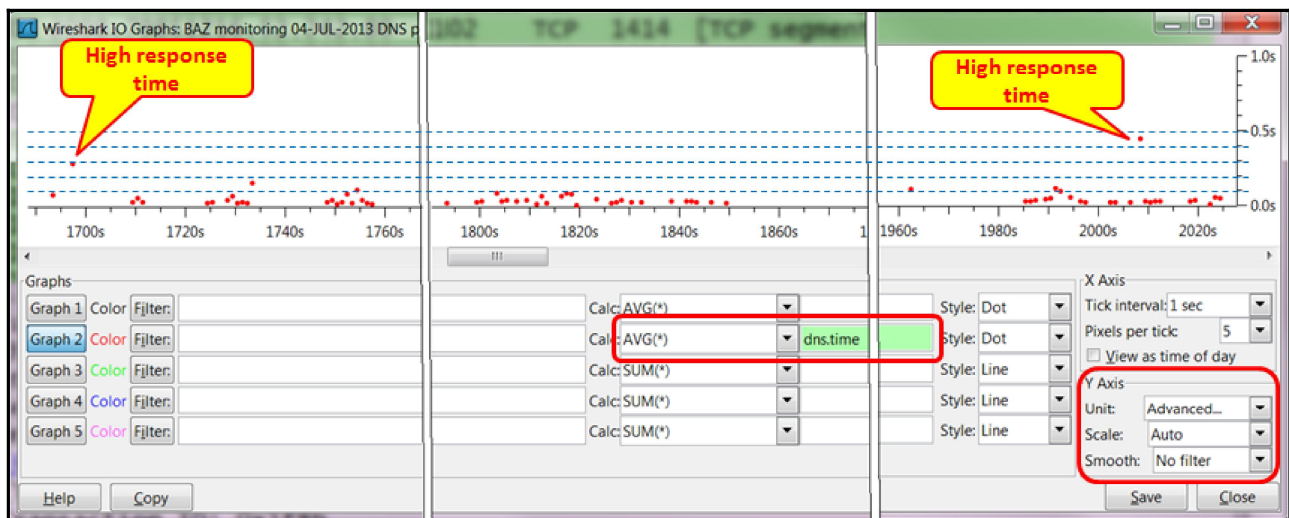 Wireshark IO Graphs: BAZ monitoring 04-JUL-2013 DNS p
1102 TCP 1414 [TCP segment
High response
time
High response
time
1.0s
0.5s
0.0s
1700s 1720s 1740s 1760s 1800s 1820s 1840s 1860s 1 1960s 1980s 2000s 2020s
Graphs
Graph 1 Color Filter: Calc: AVG(*) Style: Dot
Graph 2 Color Filter: Calc: AVG(*) dns.time Style: Dot
Graph 3 Color Filter: Calc: SUM(*) Style: Line
Graph 4 Color Filter: Calc: SUM(*) Style: Line
Graph 5 Color Filter: Calc: SUM(*) Style: Line
X Axis
Tick interval: 1 sec
Pixels per tick: 5
View as time of day
Y Axis
Unit: Advanced...
Scale: Auto
Smooth: No filter
Help Copy Save Close